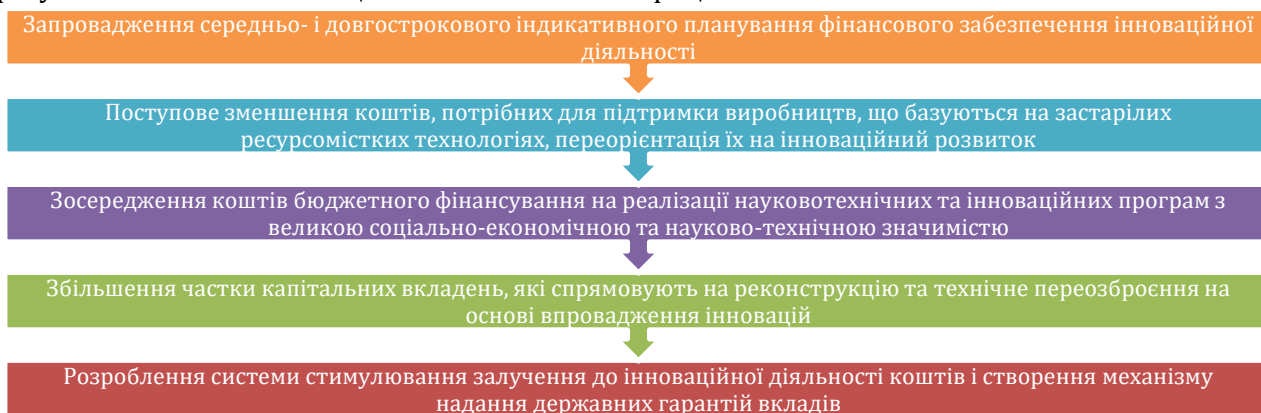 Запровадження середньо- і довгострокового індикативного планування фінансового забезпечення інноваційної
діяльності
Поступове зменшення коштів, потрібних для підтримки виробництв, що базуються на застарілих
ресурсомістких технологіях, переорієнтація їх на інноваційний розвиток
Зосередження коштів бюджетного фінансування на реалізації науковотехнічних та інноваційних програм з
великою соціально-економічною та науково-технічною значимістю
Збільшення частки капітальних вкладень, які спрямовують на реконструкцію та технічне переозброєння на
основі впровадження інновацій
Розроблення системи стимулювання залучення до інноваційної діяльності коштів і створення механізму
надання державних гарантій вкладів